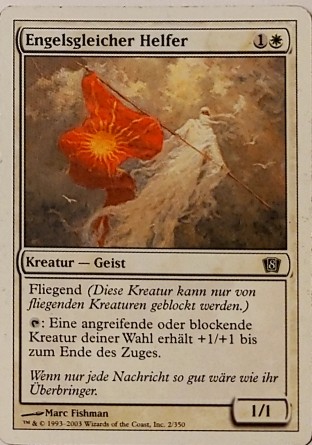 Engelsgleicher Helfer 1
Kreatur — Geist 8
Fliegend (Diese Kreatur kann nur von
fliegenden Kreaturen geblockt werden.)
: Eine angreifende oder blockende
Kreatur deiner Wahl erhält +1/+1 bis
zum Ende des Zuges.
Wenn nur jede Nachricht so gut wäre wie ihr
Überbringer.
Marc Fishman
™ & © 1993–2003 Wizards of the Coast, Inc. 2/350
1/1